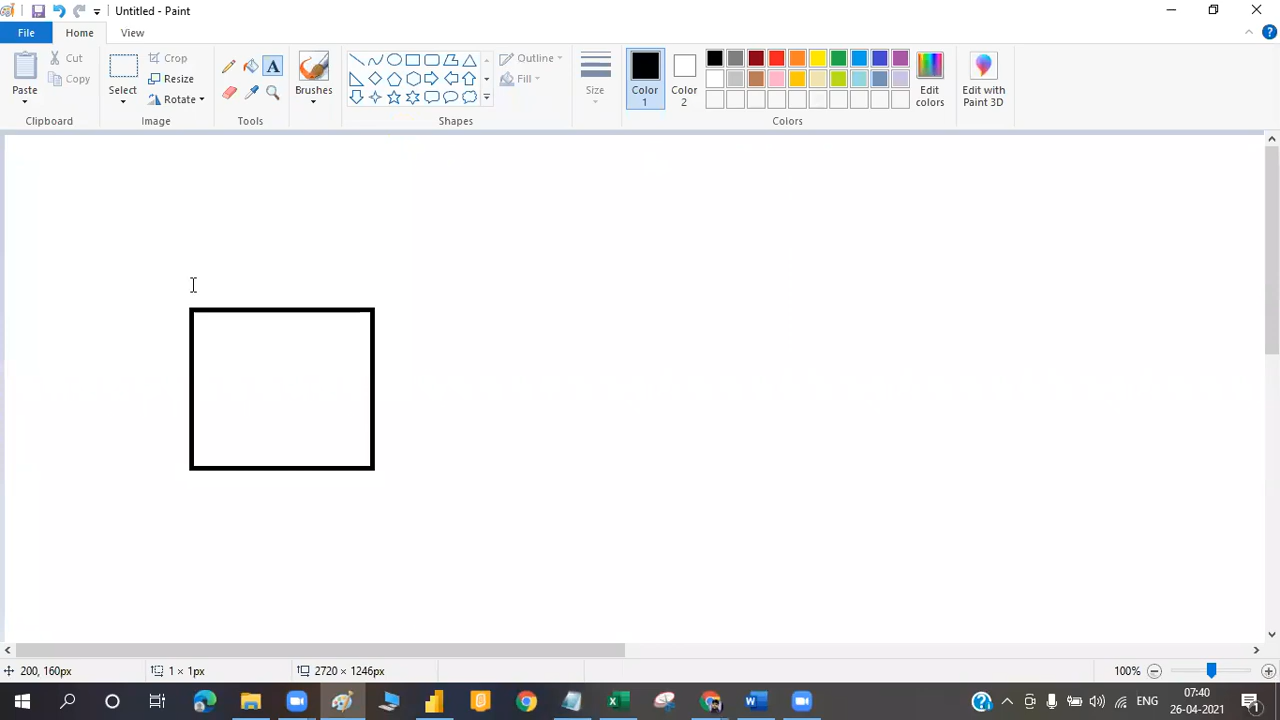 Untitled - Paint
File
Home
View
Paste
Cut
Copy
Clipboard
Select
Crop
Resize
Rotate
Image
A
Tools
Brushes
Shapes
Outline
Fill
Size
Color
1
Color
2
Edit
colors
Colors
Edit with
Paint 3D
200, 160px
1 × 1px
2720 × 1246px
100%
ENG
07:40
26-04-2021
1